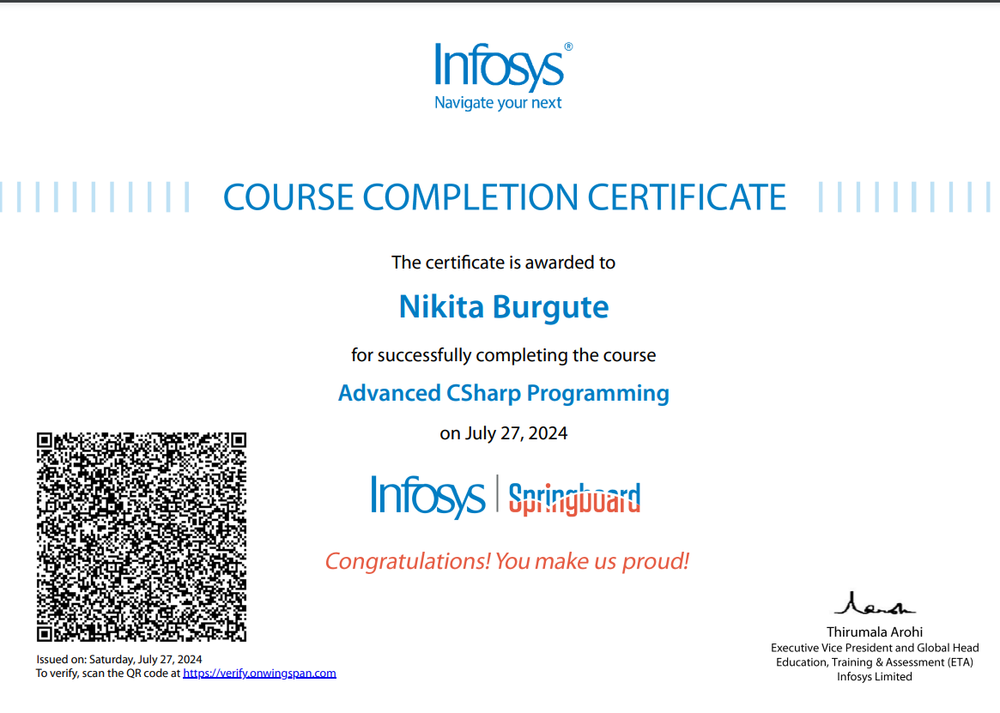 Infosys®
Navigate your next
COURSE COMPLETION CERTIFICATE
The certificate is awarded to
Nikita Burgute
for successfully completing the course
Advanced CSharp Programming
on July 27, 2024
Infosys | Springboard
Congratulations! You make us proud!
Issued on: Saturday, July 27, 2024
To verify, scan the QR code at https://verify.onwingspan.com
Thirumala Arohi
Executive Vice President and Global Head
Education, Training & Assessment (ETA)
Infosys Limited